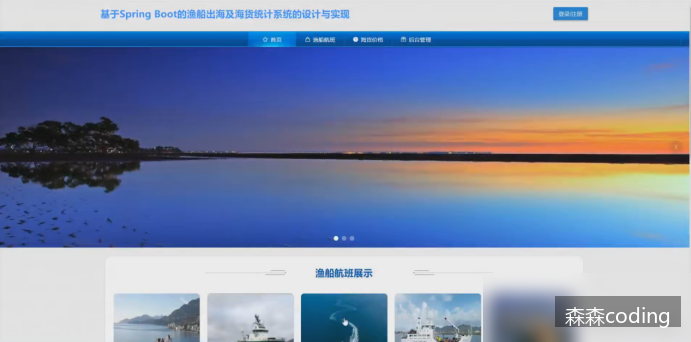 基于Spring Boot的渔船出海及海货统计系统的设计与实现
登录/注册
首页 渔船航班 海货价格 后台管理
渔船航班展示
森森coding